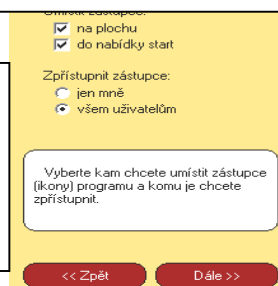 Umístit zástupce:
na plochu
do nabídky start
Zpřístupnit zástupce:
jen mně
všem uživatelům
Vyberte kam chcete umístit zástupce
(ikony) programu a komu je chcete
zpřístupnit.
<< Zpět
Dále >>